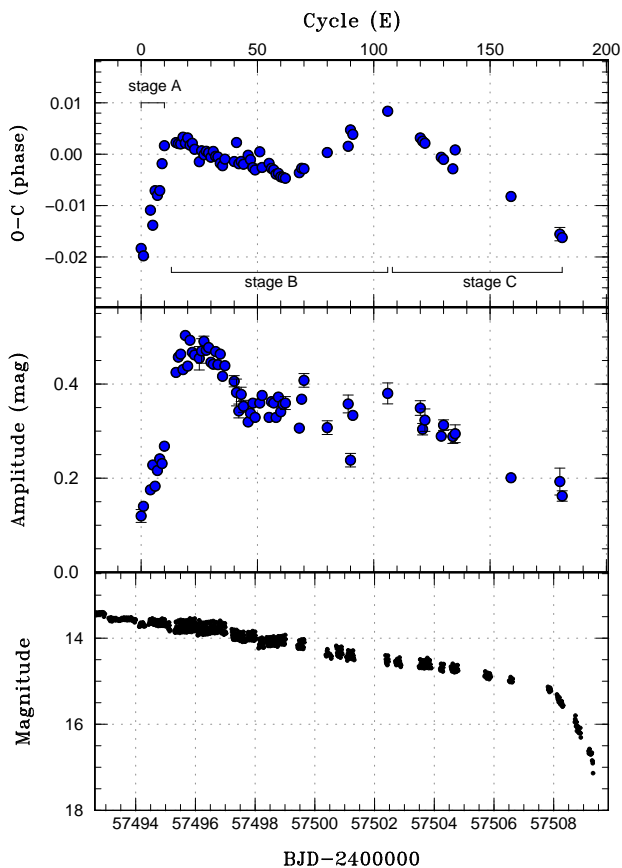 Cycle (E)
0 50 100 150 200
stage A
0.01
0.00
−0.01
−0.02
O−C (phase)
stage B
stage C
0.4
0.2
0.0
Amplitude (mag)
14
16
18
Magnitude
57494 57496 57498 57500 57502 57504 57506 57508
BJD−2400000